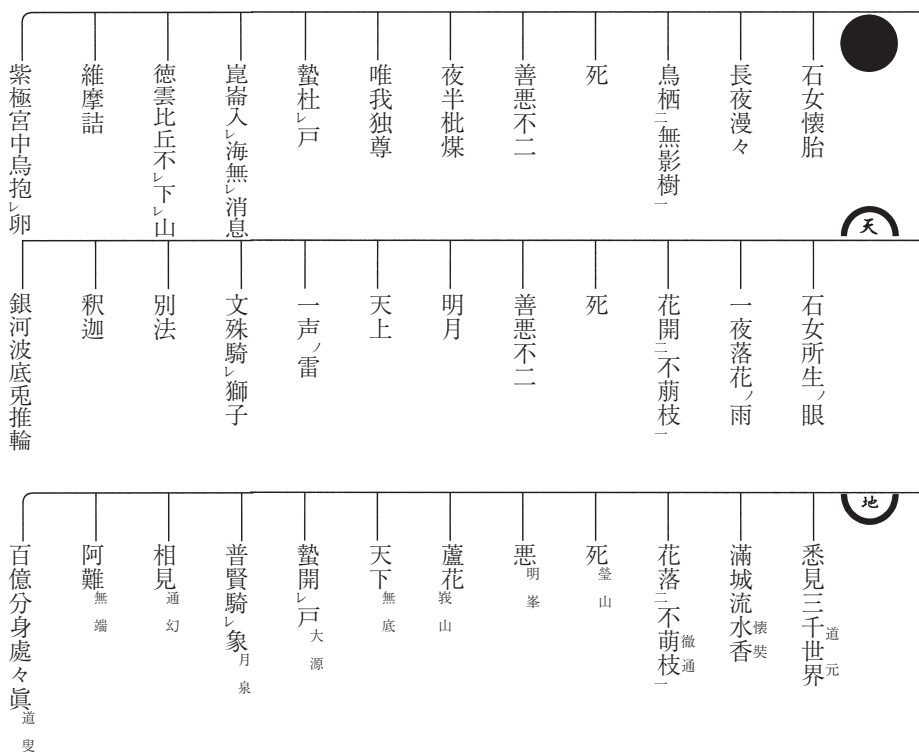 石女懐胎
長夜漫々
鳥栖二無影樹一
死
善悪不二
夜半枇煤
唯我独尊
蟄杜レ戸
崑崙入レ海無レ消息
徳雲比丘不レ下レ山
維摩詰
紫極宮中烏抱レ卵
天
石女所生ノ眼
一夜落花ノ雨
花開二不萠枝一
死
善悪不二
明月
天上
一声ノ雷
文殊騎レ獅子
別法
釈迦
銀河波底兎推輪
地
悉見三千世界 道元
滿城流水香 懐奘
花落二不萌枝一 徹通
死 瑩山
悪 明峯
蘆花 峩山
天下 無底
蟄開レ戸 大源
普賢騎レ象 月泉
相見 通幻
阿難 無端
百億分身處々眞 道叟